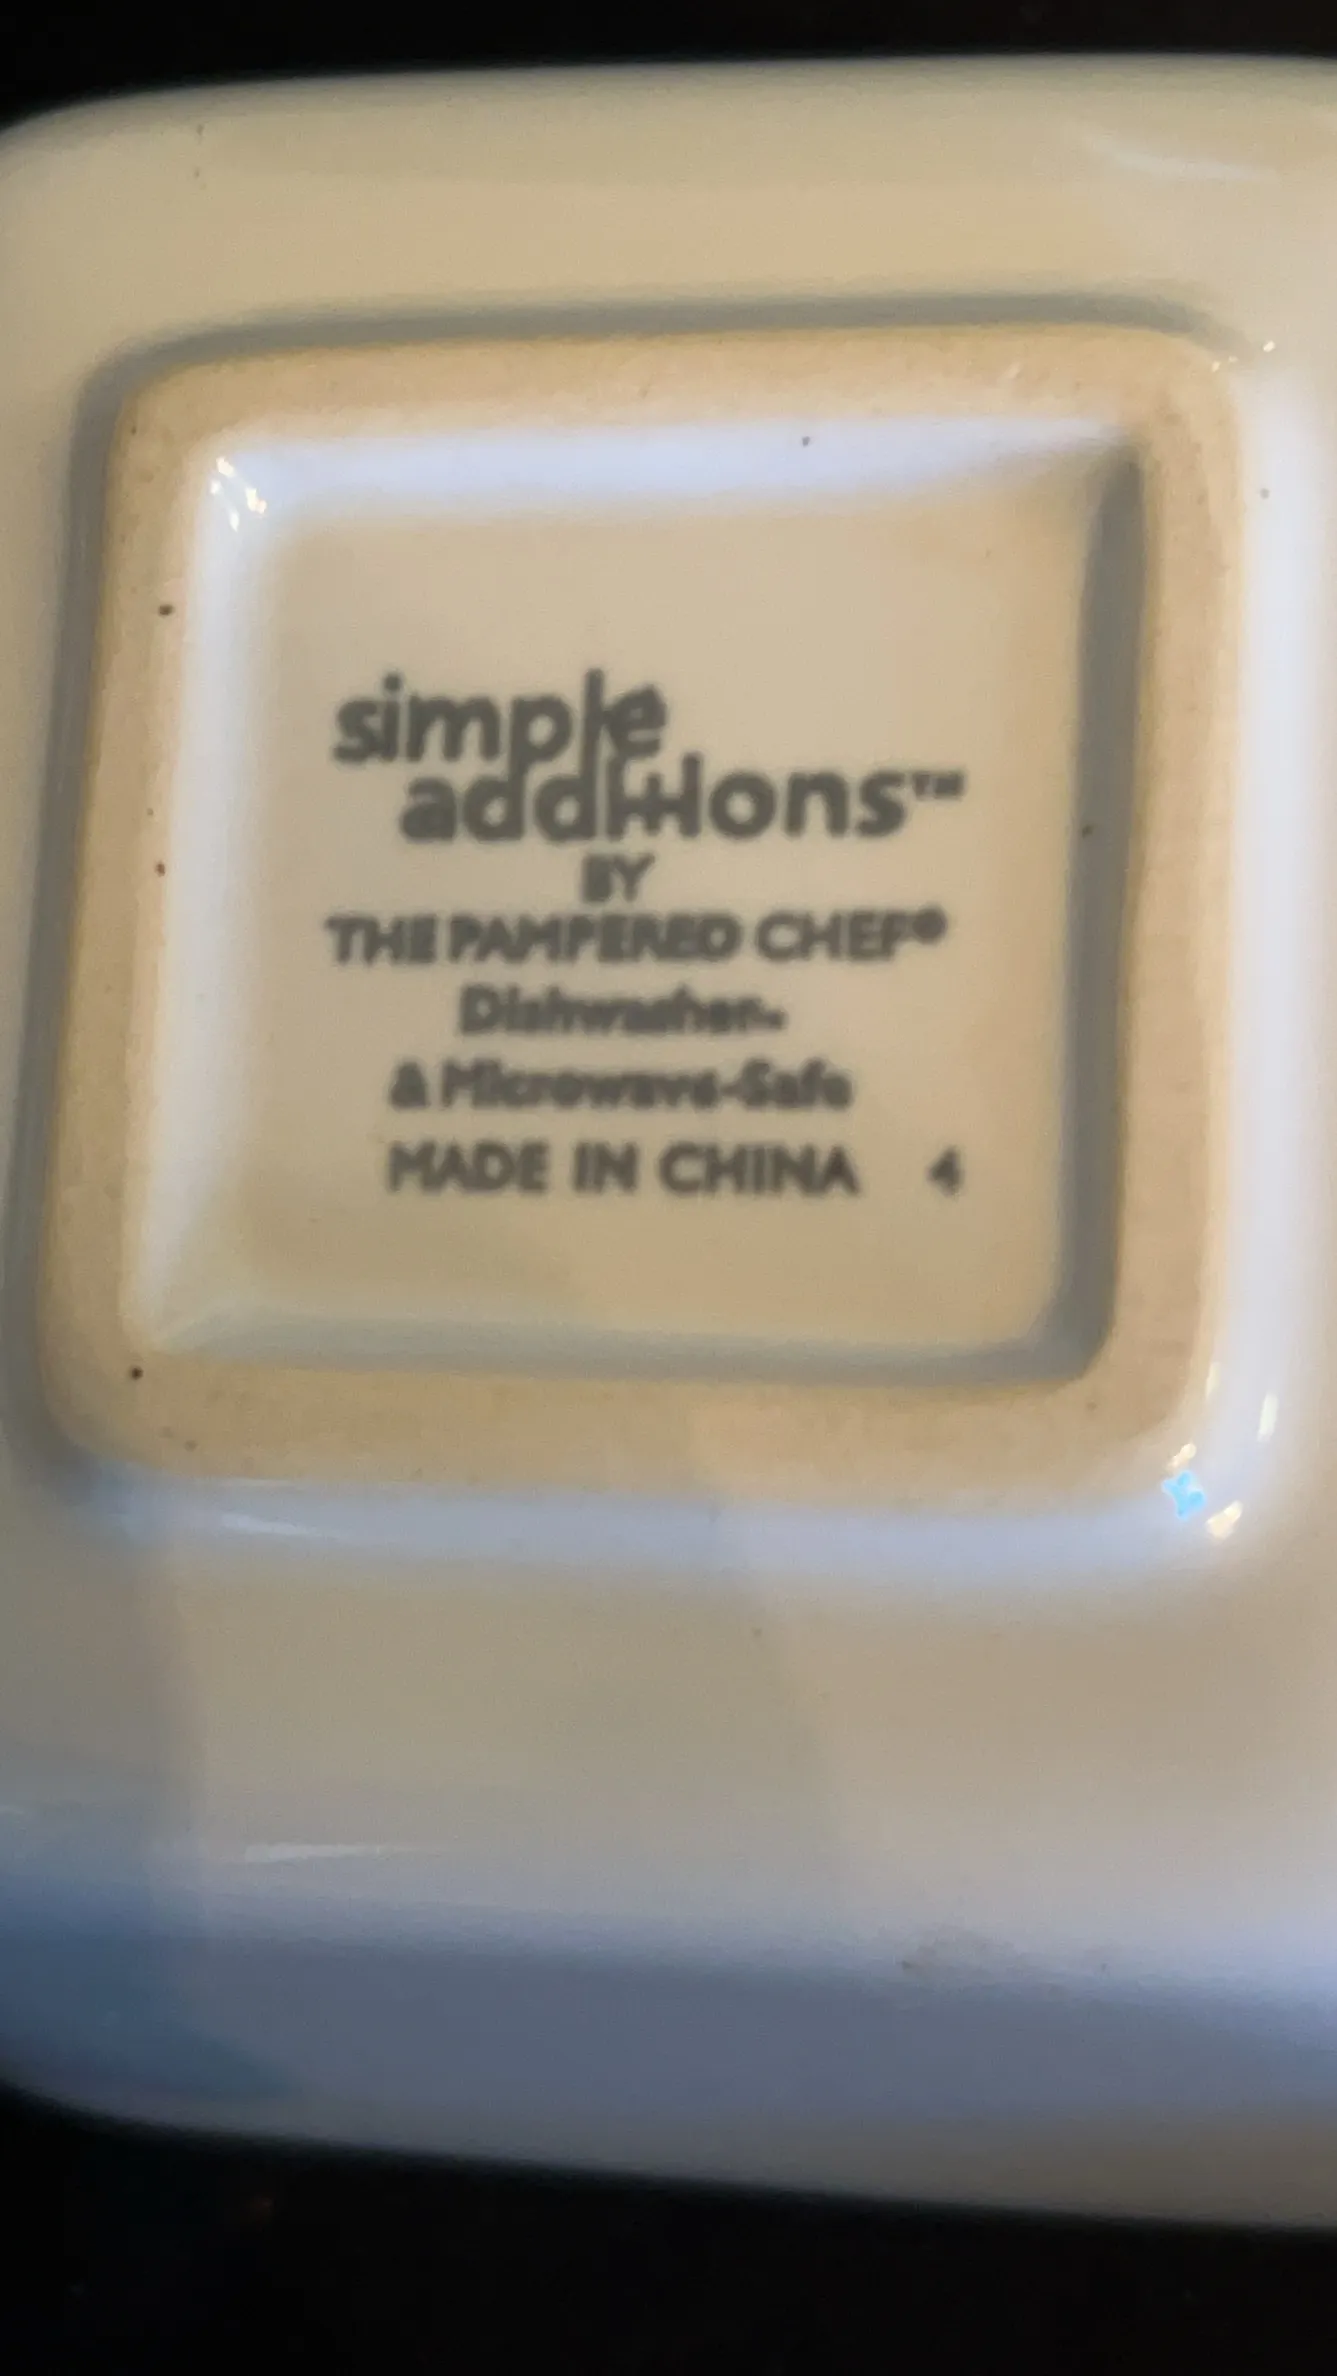 simple
additions™
BY
THE PAMPERED CHEF®
Dishwasher-
& Microwave-Safe
MADE IN CHINA 4